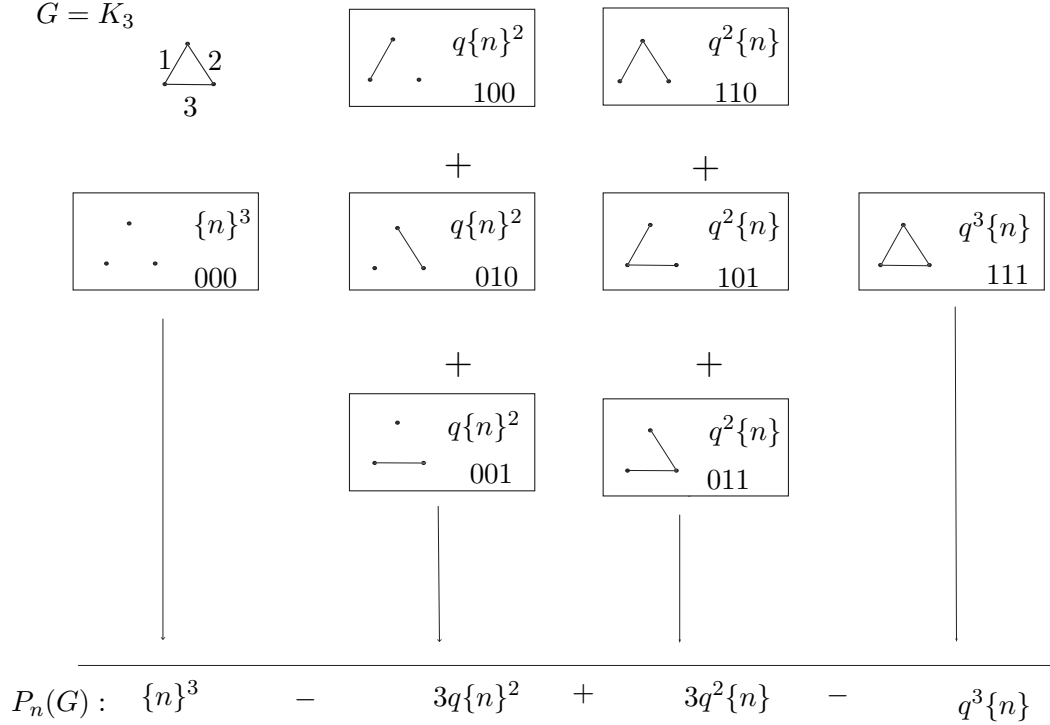 $G = K_3$
1 2
3
$q\{n\}^2$
100
$q^2\{n\}$
110
+ +
$\{n\}^3$
000
$q\{n\}^2$
010
$q^2\{n\}$
101
$q^3\{n\}$
111
+ +
$q\{n\}^2$
001
$q^2\{n\}$
011
$P_n(G) :$ $\{n\}^3$ − $3q\{n\}^2$ + $3q^2\{n\}$ − $q^3\{n\}$